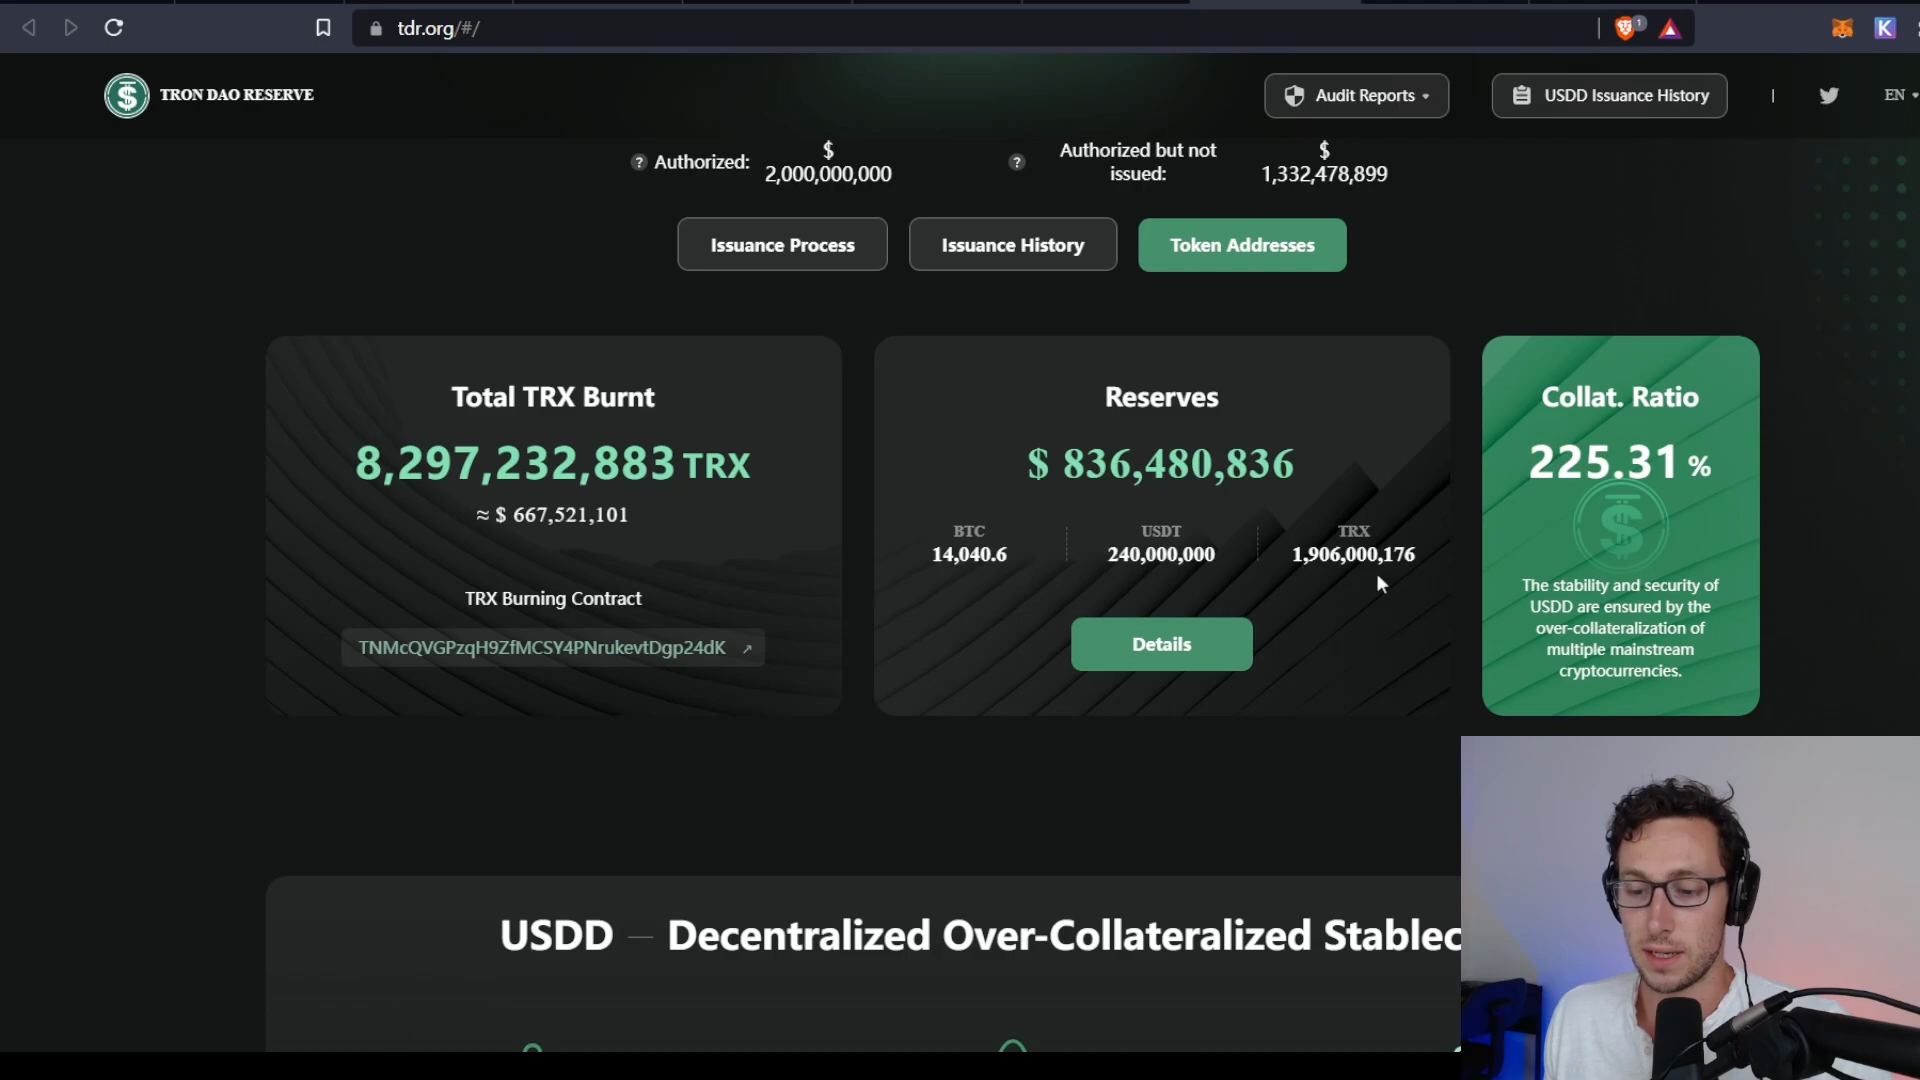 tdr.org/#/
1
K
TRON DAO RESERVE
Audit Reports
USDD Issuance History
EN
? Authorized:
$
2,000,000,000
?
Authorized but not
issued:
$
1,332,478,899
Issuance Process
Issuance History
Token Addresses
Total TRX Burnt
8,297,232,883 TRX
≈ $ 667,521,101
TRX Burning Contract
TNMcQVGPzqH9ZfMCSY4PNrukevtDgp24dK ↗
Reserves
$ 836,480,836
BTC
14,040.6
USDT
240,000,000
TRX
1,906,000,176
Details
Collat. Ratio
225.31 %
The stability and security of
USDD are ensured by the
over-collateralization of
multiple mainstream
cryptocurrencies.
USDD — Decentralized Over-Collateralized Stablec